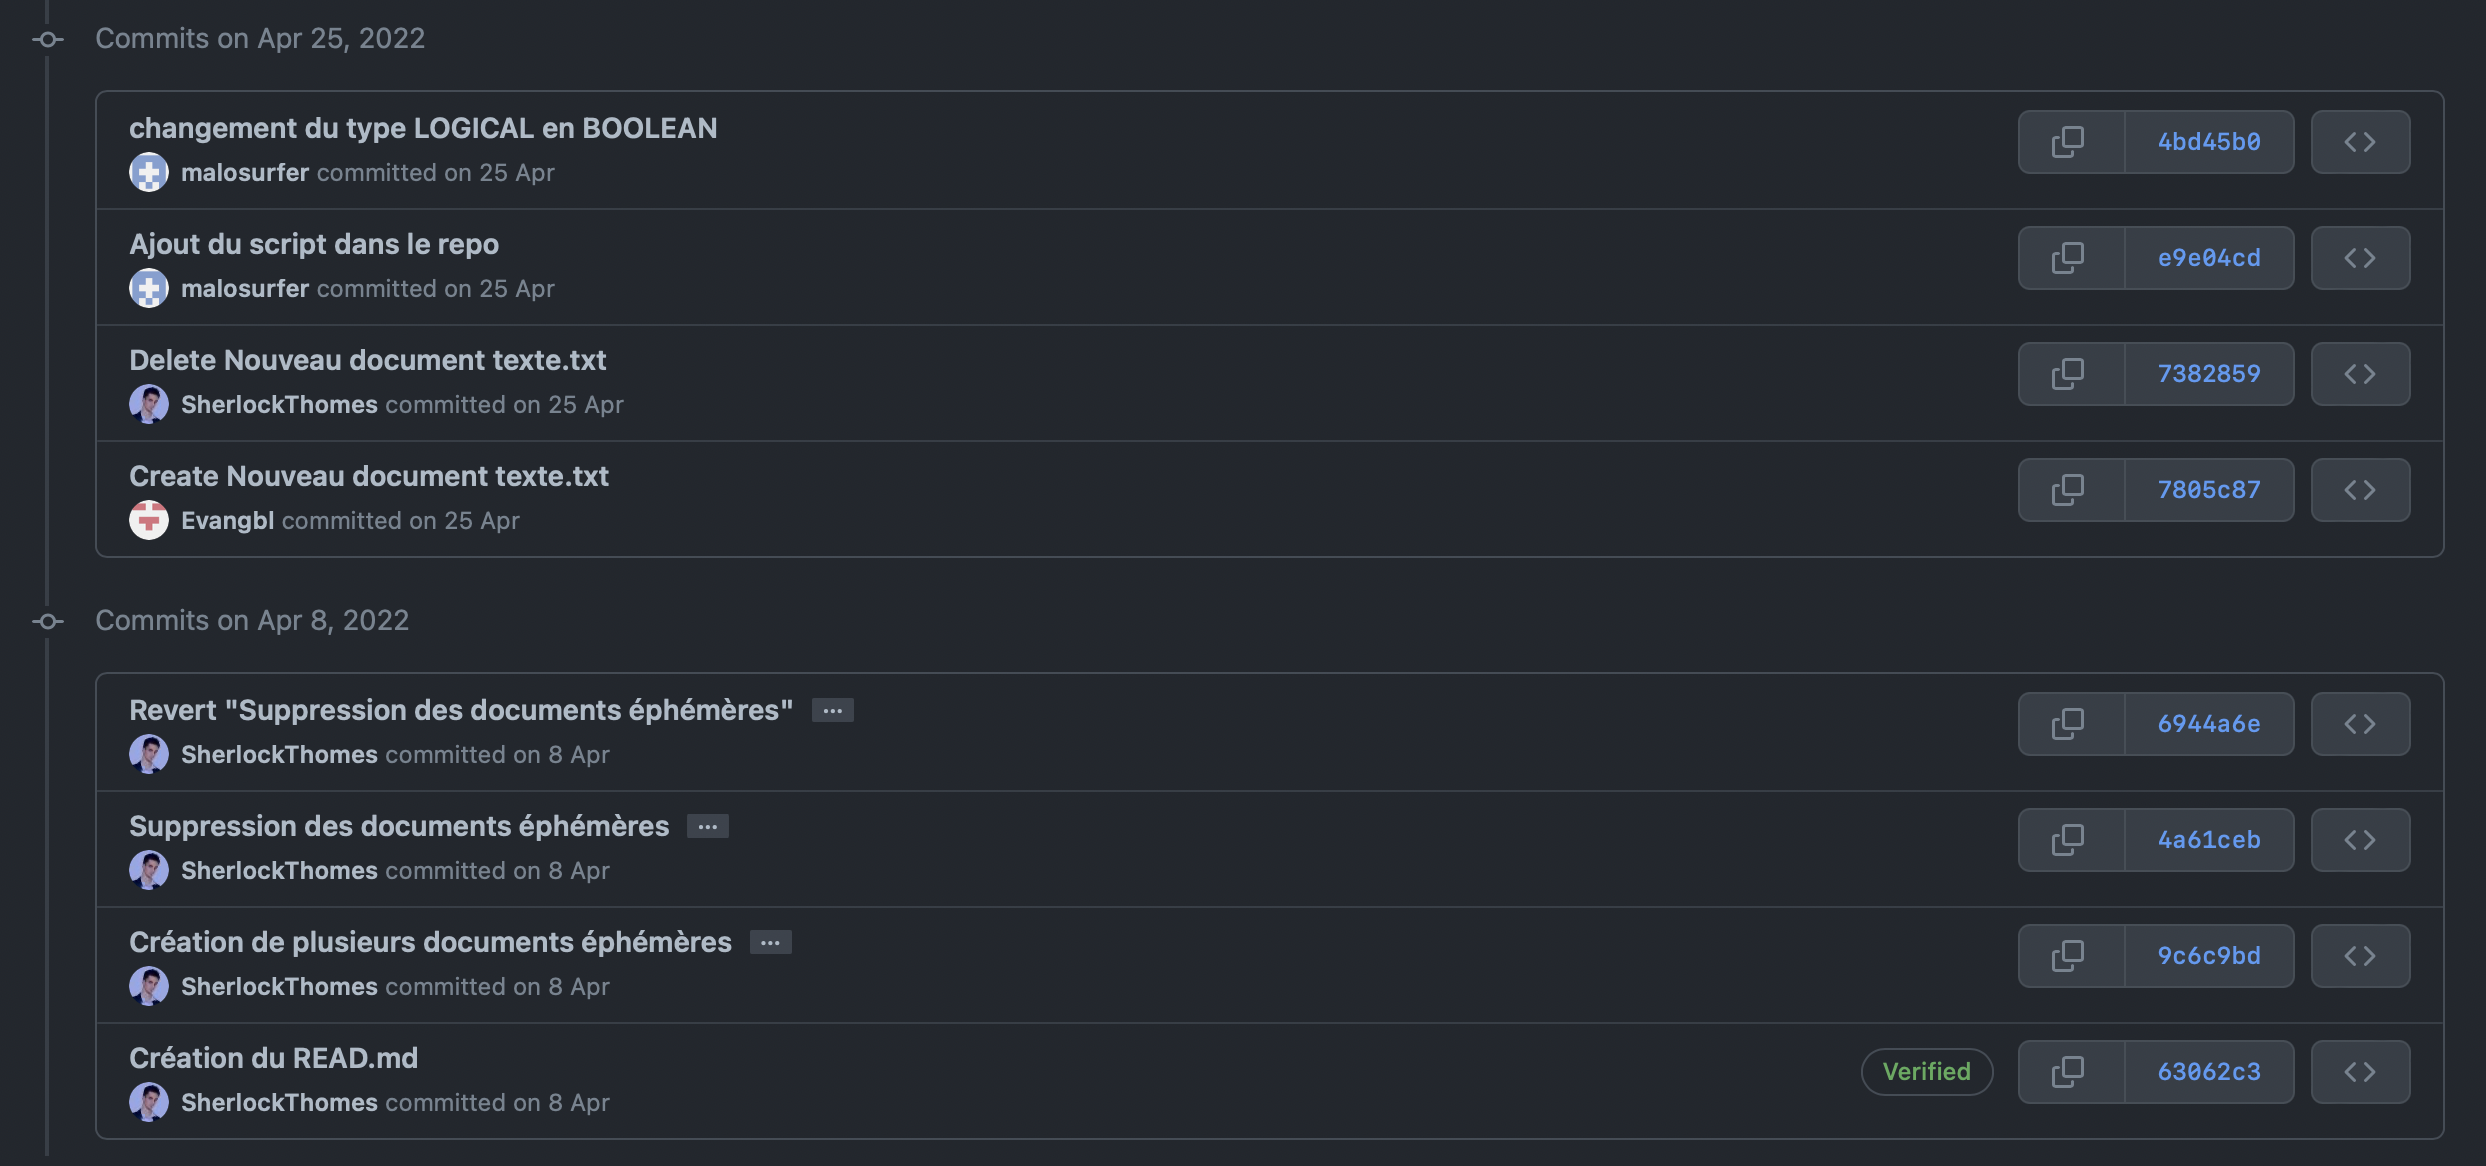 Commits on Apr 25, 2022
changement du type LOGICAL en BOOLEAN
malosurfer committed on 25 Apr
4bd45b0
Ajout du script dans le repo
malosurfer committed on 25 Apr
e9e04cd
Delete Nouveau document texte.txt
SherlockThomes committed on 25 Apr
7382859
Create Nouveau document texte.txt
Evangbl committed on 25 Apr
7805c87
Commits on Apr 8, 2022
Revert "Suppression des documents éphémères" ...
SherlockThomes committed on 8 Apr
6944a6e
Suppression des documents éphémères ...
SherlockThomes committed on 8 Apr
4a61ceb
Création de plusieurs documents éphémères ...
SherlockThomes committed on 8 Apr
9c6c9bd
Création du READ.md
SherlockThomes committed on 8 Apr
Verified
63062c3